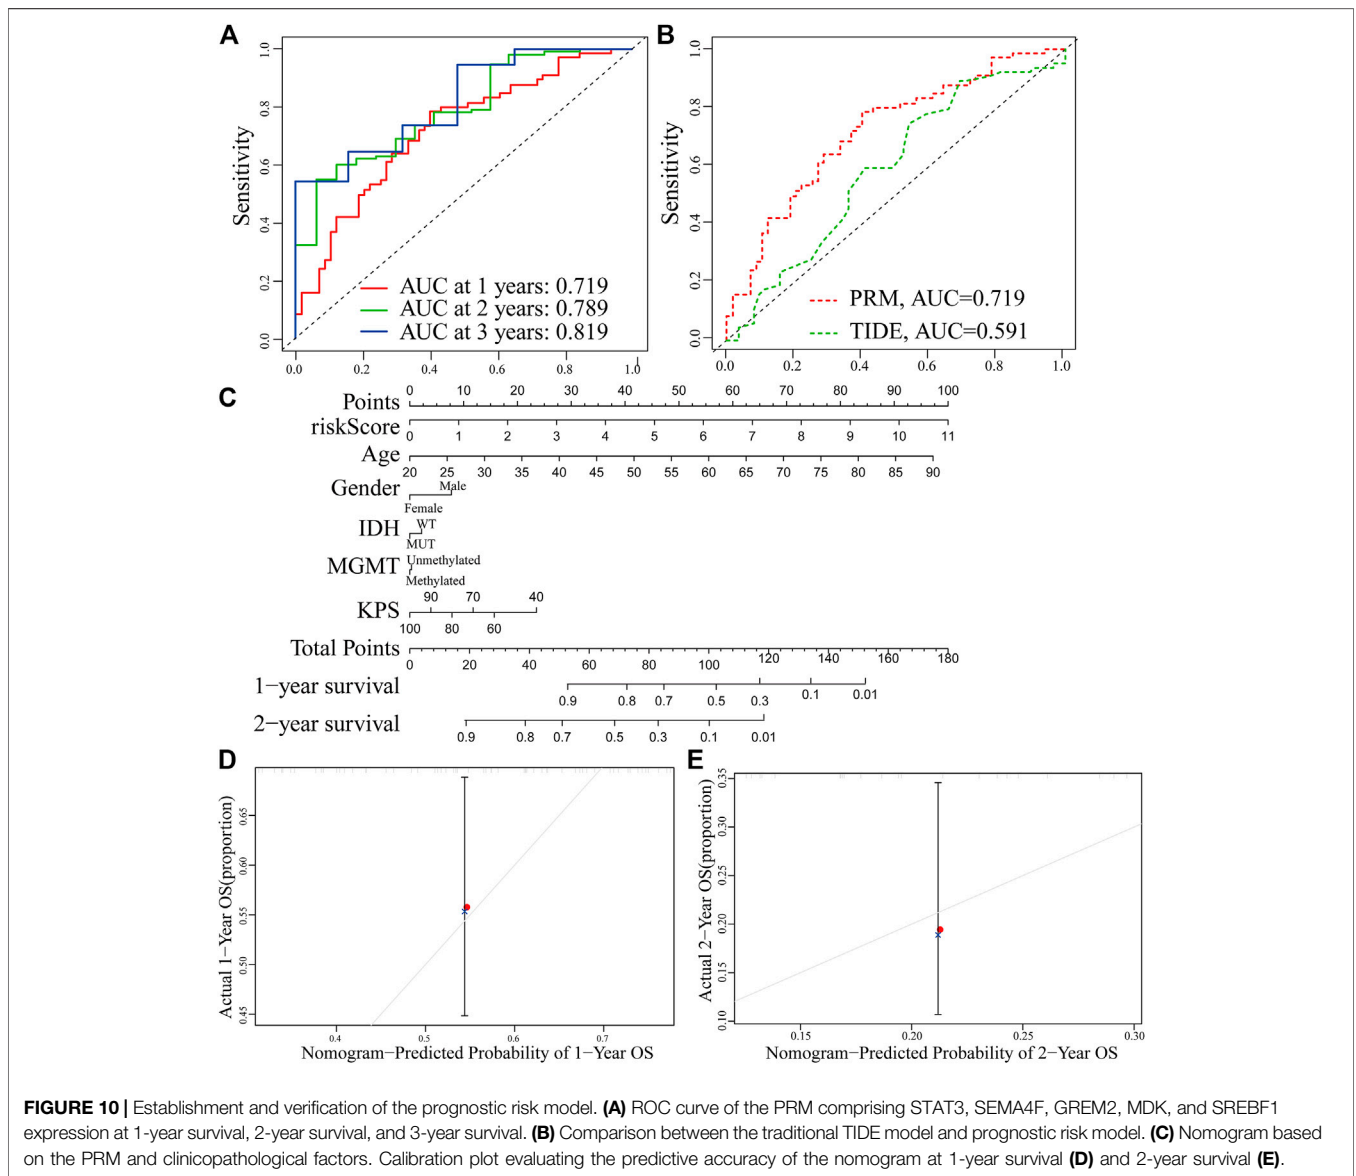 A
B
1.0
0.8
0.6
0.4
0.2
0.0
Sensitivity
AUC at 1 years: 0.719
AUC at 2 years: 0.789
AUC at 3 years: 0.819
0.0 0.2 0.4 0.6 0.8 1.0
1.0
0.8
0.6
0.4
0.2
0.0
Sensitivity
PRM, AUC=0.719
TIDE, AUC=0.591
0.0 0.2 0.4 0.6 0.8 1.0
C
0 10 20 30 40 50 60 70 80 90 100
Points
riskScore
0 1 2 3 4 5 6 7 8 9 10 11
Age
20 25 30 35 40 45 50 55 60 65 70 75 80 85 90
Male
Gender
Female
WT
IDH
MUT
Unmethylated
MGMT
Methylated
90 70 40
KPS
100 80 60
Total Points
0 20 40 60 80 100 120 140 160 180
1−year survival
0.9 0.8 0.7 0.5 0.3 0.1 0.01
2−year survival
0.9 0.8 0.7 0.5 0.3 0.1 0.01
D
0.65
0.60
0.55
0.50
0.45
Actual 1−Year OS(proportion)
0.4 0.5 0.6 0.7
Nomogram−Predicted Probability of 1−Year OS
E
0.35
0.30
0.25
0.20
0.15
0.10
Actual 2−Year OS(proportion)
0.15 0.20 0.25 0.30
Nomogram−Predicted Probability of 2−Year OS
FIGURE 10 | Establishment and verification of the prognostic risk model. (A) ROC curve of the PRM comprising STAT3, SEMA4F, GREM2, MDK, and SREBF1
expression at 1-year survival, 2-year survival, and 3-year survival. (B) Comparison between the traditional TIDE model and prognostic risk model. (C) Nomogram based
on the PRM and clinicopathological factors. Calibration plot evaluating the predictive accuracy of the nomogram at 1-year survival (D) and 2-year survival (E).